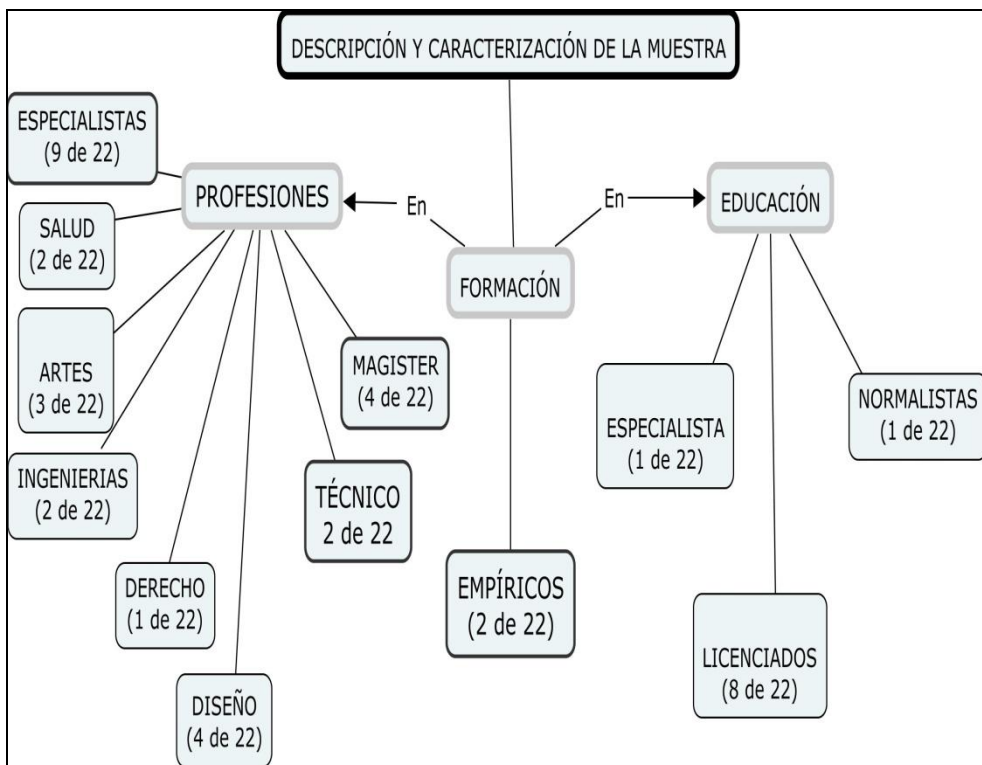 DESCRIPCIÓN Y CARACTERIZACIÓN DE LA MUESTRA
ESPECIALISTAS
(9 de 22)
PROFESIONES
En
En
EDUCACIÓN
SALUD
(2 de 22)
FORMACIÓN
ARTES
(3 de 22)
MAGISTER
(4 de 22)
ESPECIALISTA
(1 de 22)
NORMALISTAS
(1 de 22)
INGENIERIAS
(2 de 22)
TÉCNICO
2 de 22
DERECHO
(1 de 22)
EMPÍRICOS
(2 de 22)
LICENCIADOS
(8 de 22)
DISEÑO
(4 de 22)